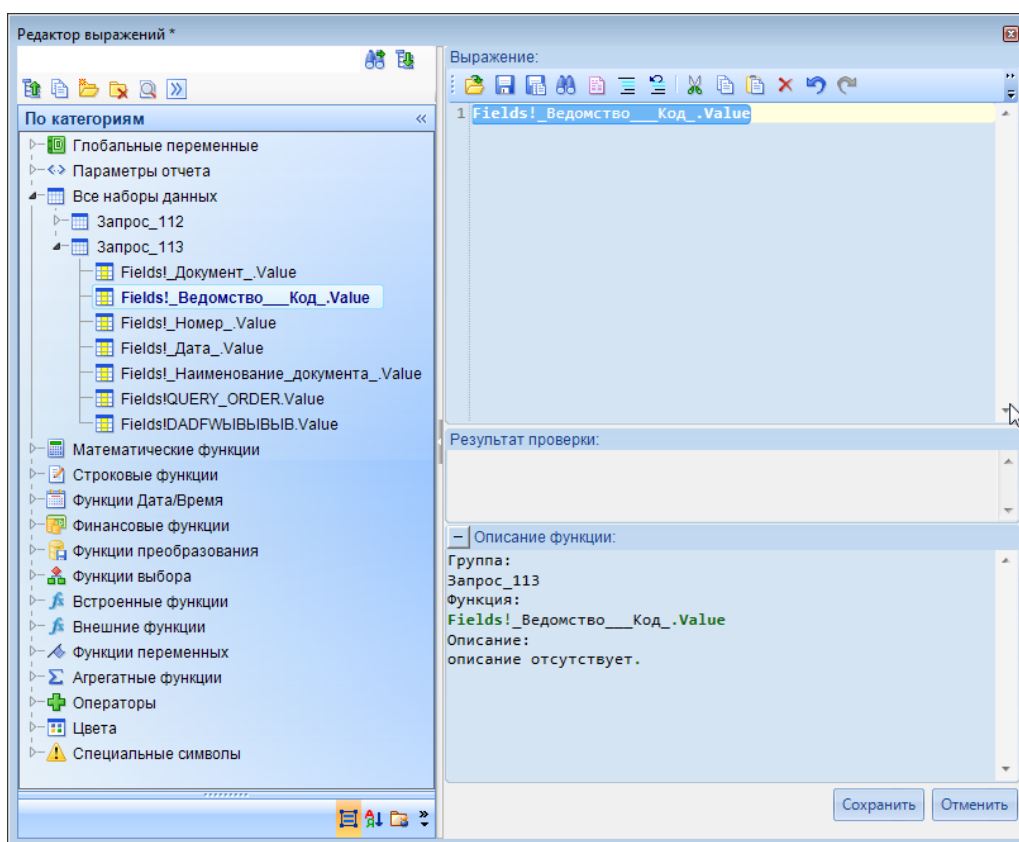 Редактор выражений *
По категориям
Глобальные переменные
Параметры отчета
Все наборы данных
Запрос_112
Запрос_113
Fields!_Документ_.Value
Fields!_Ведомство___Код_.Value
Fields!_Номер_.Value
Fields!_Дата_.Value
Fields!_Наименование_документа_.Value
Fields!QUERY_ORDER.Value
Fields!DADFWЫВЫВЫВ.Value
Математические функции
Строковые функции
Функции Дата/Время
Финансовые функции
Функции преобразования
Функции выбора
Встроенные функции
Внешние функции
Функции переменных
Агрегатные функции
Операторы
Цвета
Специальные символы
Выражение:
1 Fields!_Ведомство___Код_.Value
Результат проверки:
Описание функции:
Группа:
Запрос_113
Функция:
Fields!_Ведомство___Код_.Value
Описание:
описание отсутствует.
Сохранить Отменить